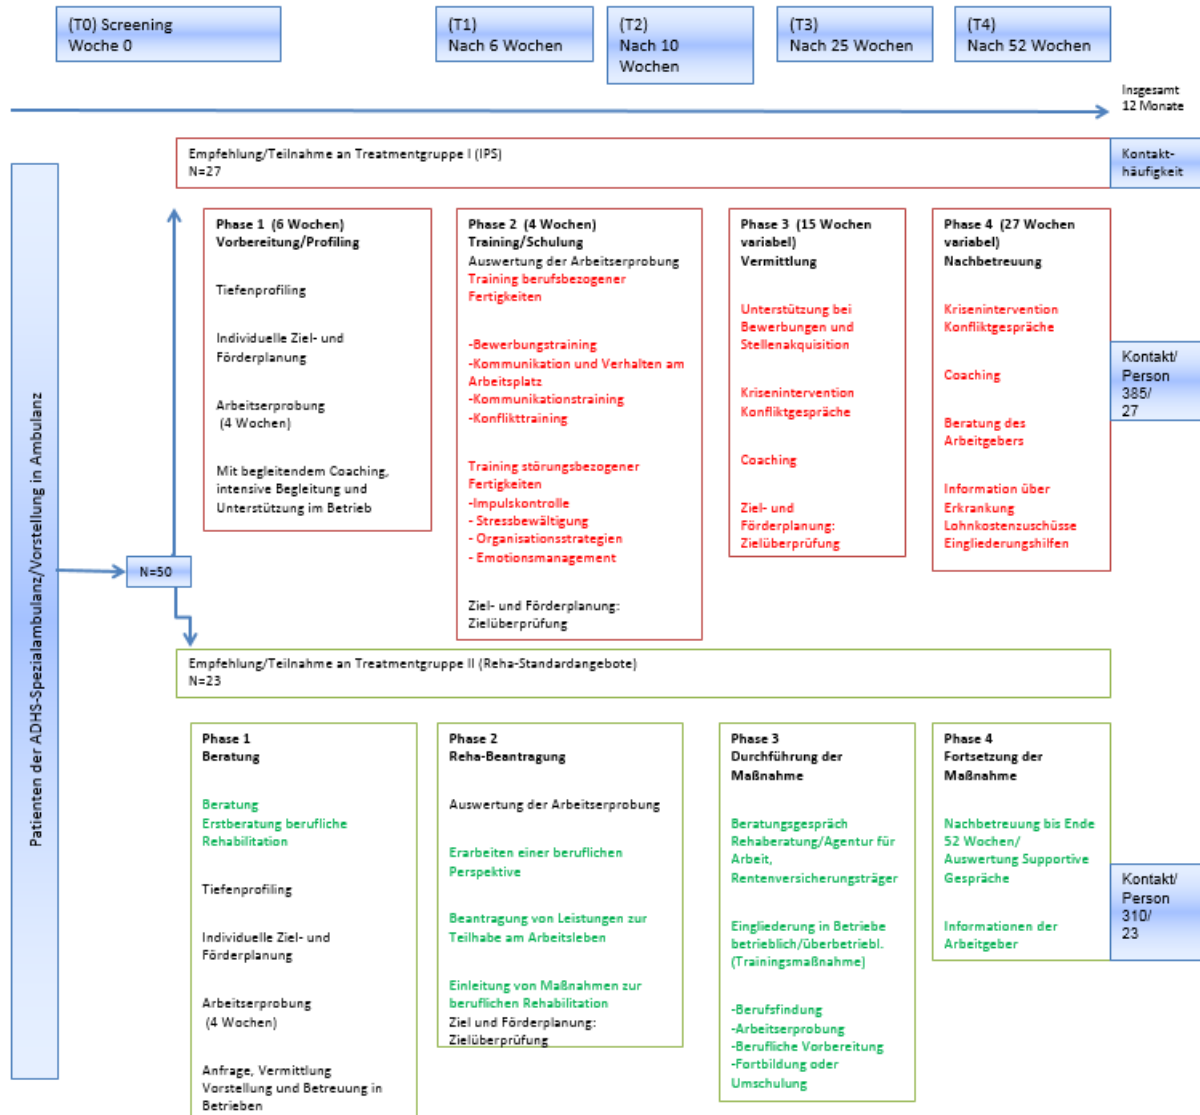 (T0) Screening
Woche 0
(T1)
Nach 6 Wochen
(T2)
Nach 10
Wochen
(T3)
Nach 25 Wochen
(T4)
Nach 52 Wochen
Insgesamt
12 Monate
Patienten der ADHS-Spezialambulanz/Vorstellung in Ambulanz
N=50
Empfehlung/Teilnahme an Treatmentgruppe I (IPS)
N=27
Kontakt-
häufigkeit
Phase 1  (6 Wochen)
Vorbereitung/Profiling
Tiefenprofiling
Individuelle Ziel- und
Förderplanung
Arbeitserprobung
(4 Wochen)
Mit begleitendem Coaching,
intensive Begleitung und
Unterstützung im Betrieb
Phase 2  (4 Wochen)
Training/Schulung
Auswertung der Arbeitserprobung
Training berufsbezogener
Fertigkeiten
-Bewerbungstraining
-Kommunikation und Verhalten am
Arbeitsplatz
-Kommunikationstraining
-Konflikttraining
Training störungsbezogener
Fertigkeiten
-Impulskontrolle
- Stressbewältigung
- Organisationsstrategien
- Emotionsmanagement
Ziel- und Förderplanung:
Zielüberprüfung
Phase 3  (15 Wochen
variabel)
Vermittlung
Unterstützung bei
Bewerbungen und
Stellenakquisition
Krisenintervention
Konfliktgespräche
Coaching
Ziel- und
Förderplanung:
Zielüberprüfung
Phase 4  (27 Wochen
variabel)
Nachbetreuung
Krisenintervention
Konfliktgespräche
Coaching
Beratung des
Arbeitgebers
Information über
Erkrankung
Lohnkostenzuschüsse
Eingliederungshilfen
Kontakt/
Person
385/
27
Empfehlung/Teilnahme an Treatmentgruppe II (Reha-Standardangebote)
N=23
Phase 1
Beratung
Beratung
Erstberatung berufliche
Rehabilitation
Tiefenprofiling
Individuelle Ziel- und
Förderplanung
Arbeitserprobung
(4 Wochen)
Anfrage, Vermittlung
Vorstellung und Betreuung in
Betrieben
Phase 2
Reha-Beantragung
Auswertung der Arbeitserprobung
Erarbeiten einer beruflichen
Perspektive
Beantragung von Leistungen zur
Teilhabe am Arbeitsleben
Einleitung von Maßnahmen zur
beruflichen Rehabilitation
Ziel und Förderplanung:
Zielüberprüfung
Phase 3
Durchführung der
Maßnahme
Beratungsgespräch
Rehaberatung/Agentur für
Arbeit,
Rentenversicherungsträger
Eingliederung in Betriebe
betrieblich/überbetriebl.
(Trainingsmaßnahme)
-Berufsfindung
-Arbeitserprobung
-Berufliche Vorbereitung
-Fortbildung oder
Umschulung
Phase 4
Fortsetzung der
Maßnahme
Nachbetreuung bis Ende
52 Wochen/
Auswertung Supportive
Gespräche
Informationen der
Arbeitgeber
Kontakt/
Person
310/
23